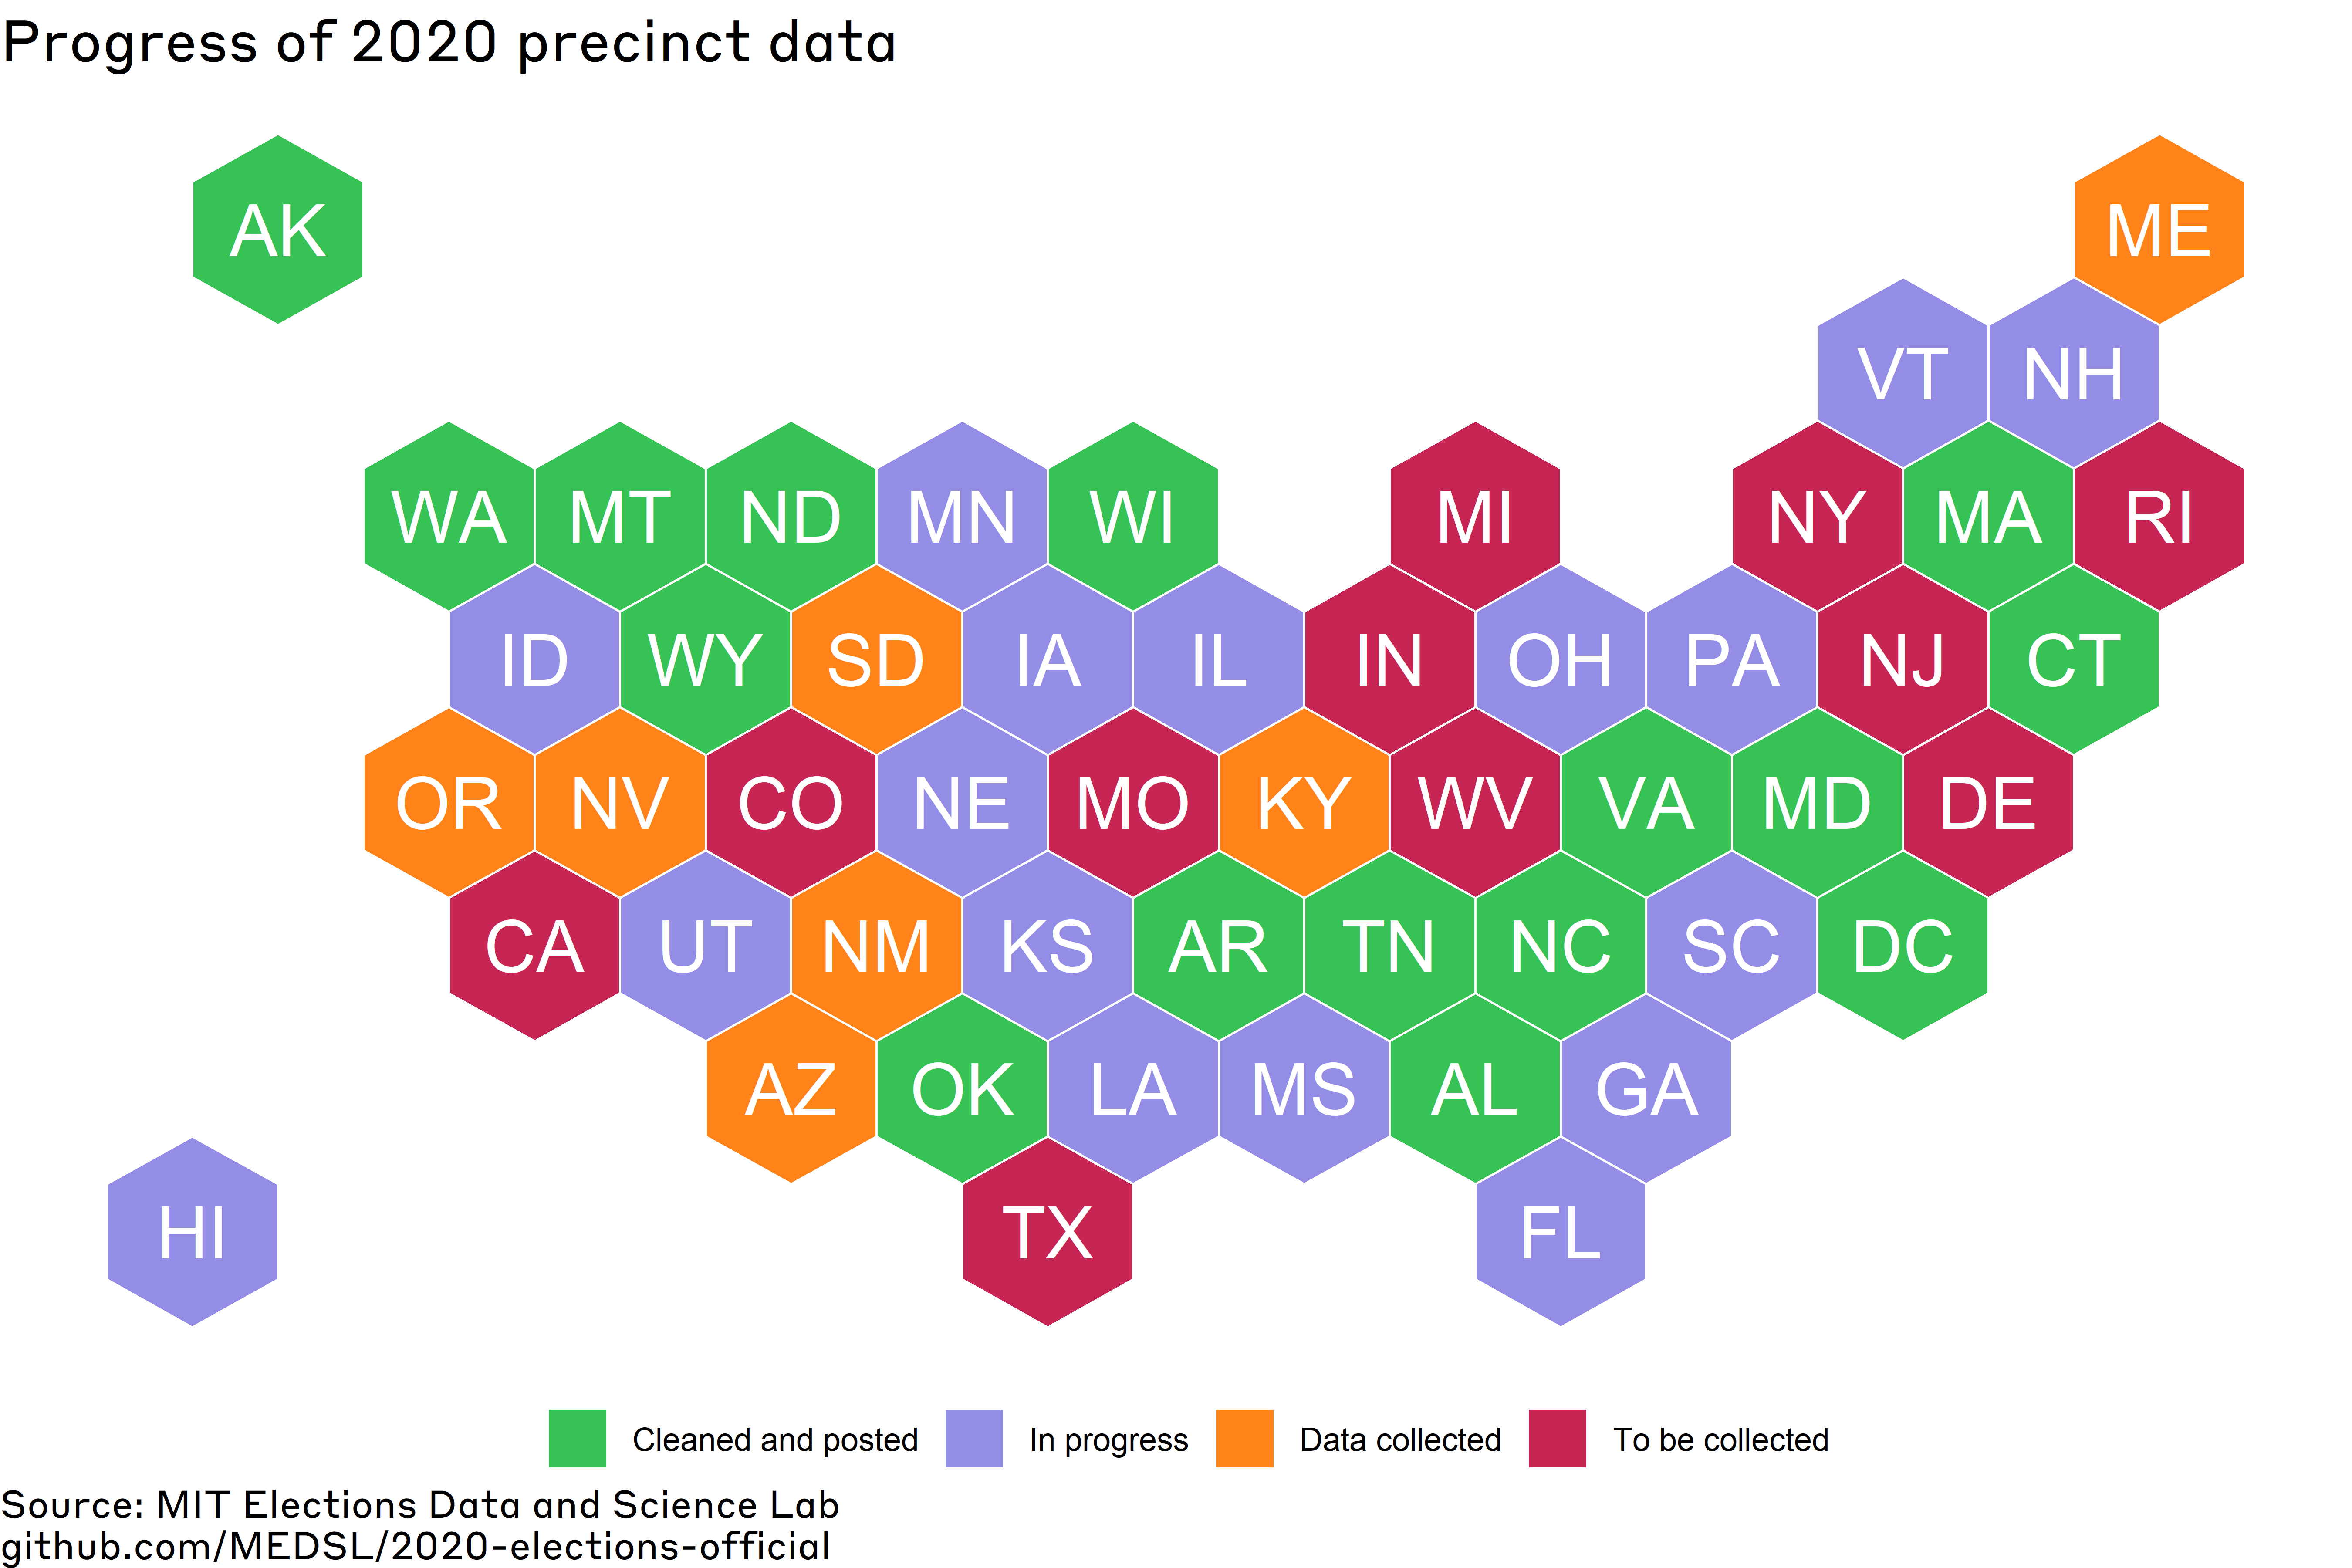 Progress of 2020 precinct data
AK
ME
VT NH
WA MT ND MN WI MI NY MA RI
ID WY SD IA IL IN OH PA NJ CT
OR NV CO NE MO KY WV VA MD DE
CA UT NM KS AR TN NC SC DC
AZ OK LA MS AL GA
HI TX FL
Cleaned and posted In progress Data collected To be collected
Source: MIT Elections Data and Science Lab
github.com/MEDSL/2020-elections-official